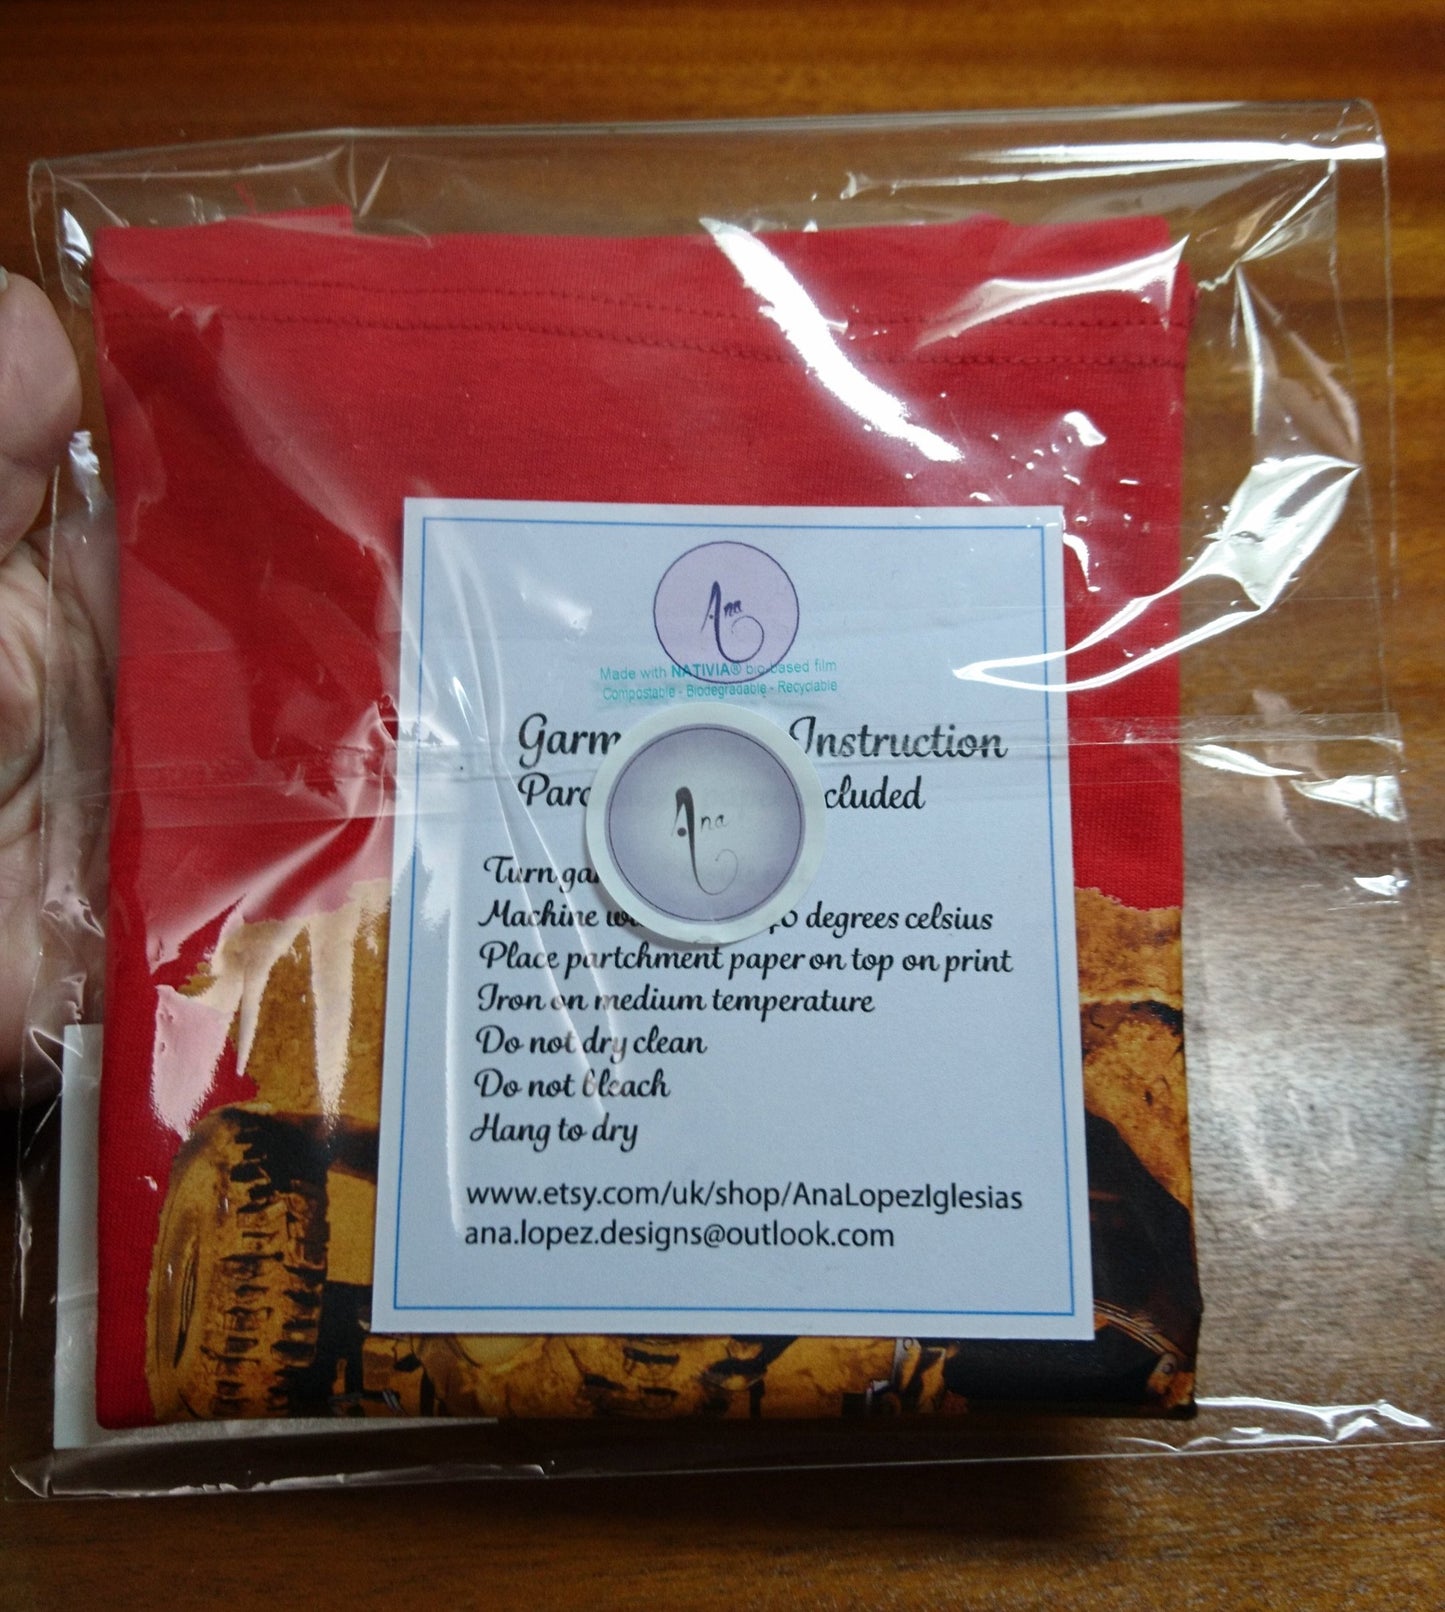 Ana
Made with NATIVIA® bio-based film
Compostable - Biodegradable - Recyclable
Instruction
Ana
Turn
Machine degrees celsius
Place partchment paper on top on print
Iron on medium temperature
Do not dry clean
Do not bleach
Hang to dry
www.etsy.com/uk/shop/AnaLopezIglesias
ana.lopez.designs@outlook.com